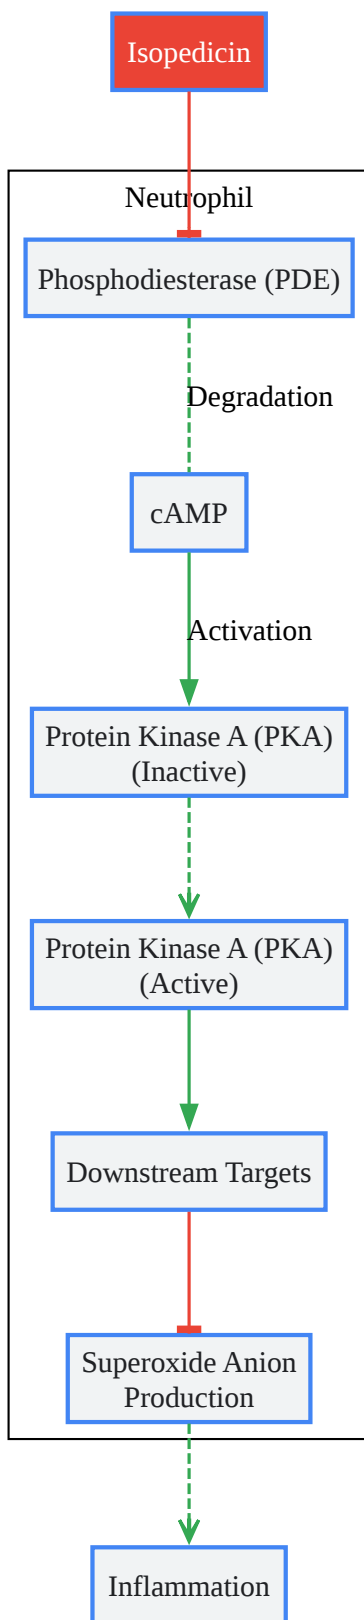 Isopedicin
Neutrophil
Phosphodiesterase (PDE)
Degradation
cAMP
Activation
Protein Kinase A (PKA)
(Inactive)
Protein Kinase A (PKA)
(Active)
Downstream Targets
Superoxide Anion
Production
Inflammation